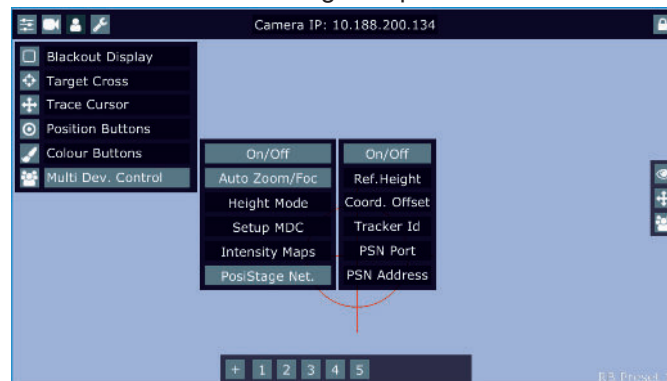 Camera IP: 10.188.200.134
Blackout Display
Target Cross
Trace Cursor
Position Buttons
Colour Buttons
Multi Dev. Control
On/Off
Auto Zoom/Foc
Height Mode
Setup MDC
Intensity Maps
PosiStage Net.
On/Off
Ref.Height
Coord. Offset
Tracker Id
PSN Port
PSN Address
+ 1 2 3 4 5